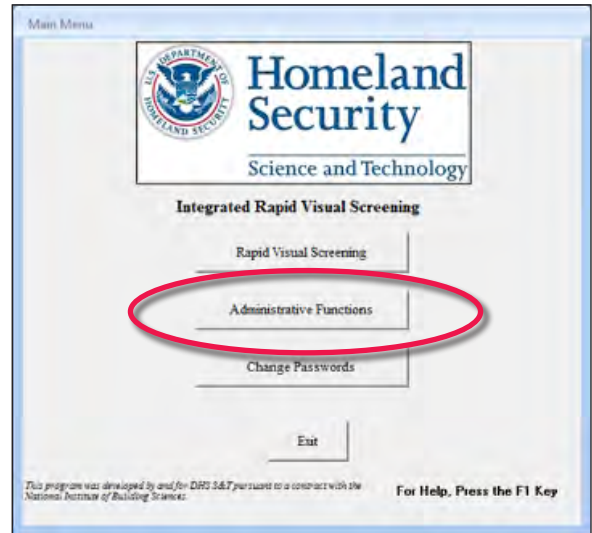 Main Menu
U.S. DEPARTMENT OF
HOMELAND SECURITY
Homeland
Security
Science and Technology
Integrated Rapid Visual Screening
Rapid Visual Screening
Administrative Functions
Change Passwords
Exit
This program was developed by and for DHS S&T pursuant to a contract with the
National Institute of Building Sciences.
For Help, Press the F1 Key